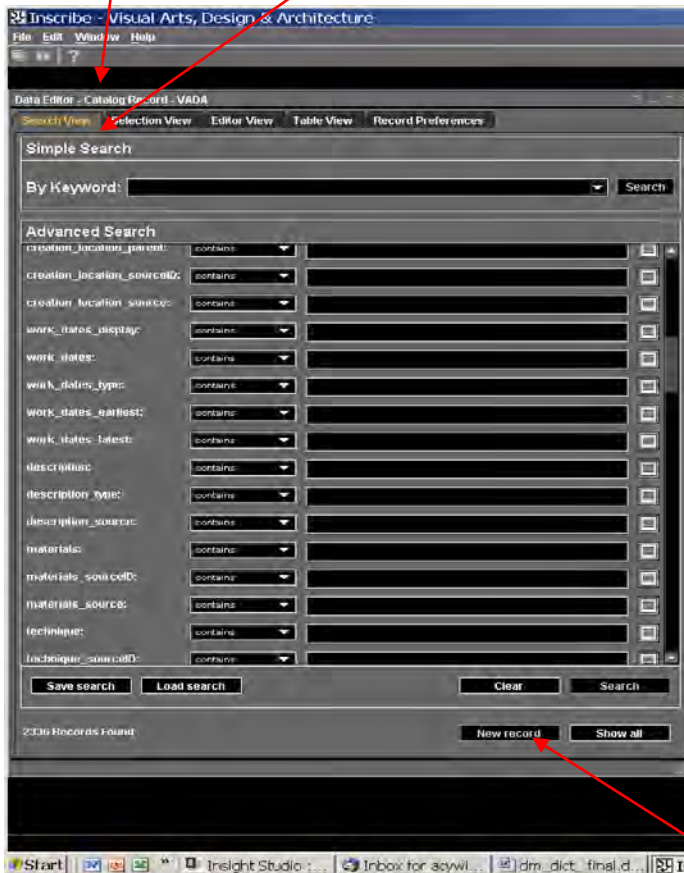 Inscribe - Visual Arts, Design & Architecture
File Edit Window Help
?
Data Editor - Catalog Record - VADA
Search View Selection View Editor View Table View Record Preferences
Simple Search
By Keyword: Search
Advanced Search
creation_location_parent: contains
creation_location_sourceID: contains
creation_location_source: contains
work_dates_display: contains
work_dates: contains
work_dates_type: contains
work_dates_earliest: contains
work_dates_latest: contains
description: contains
description_type: contains
description_source: contains
materials: contains
materials_sourceID: contains
materials_source: contains
technique: contains
technique_sourceID: contains
Save search Load search Clear Search
2336 Records Found New record Show all
Start » Insight Studio :... Inbox for acywi... dm_dict_final.d... I